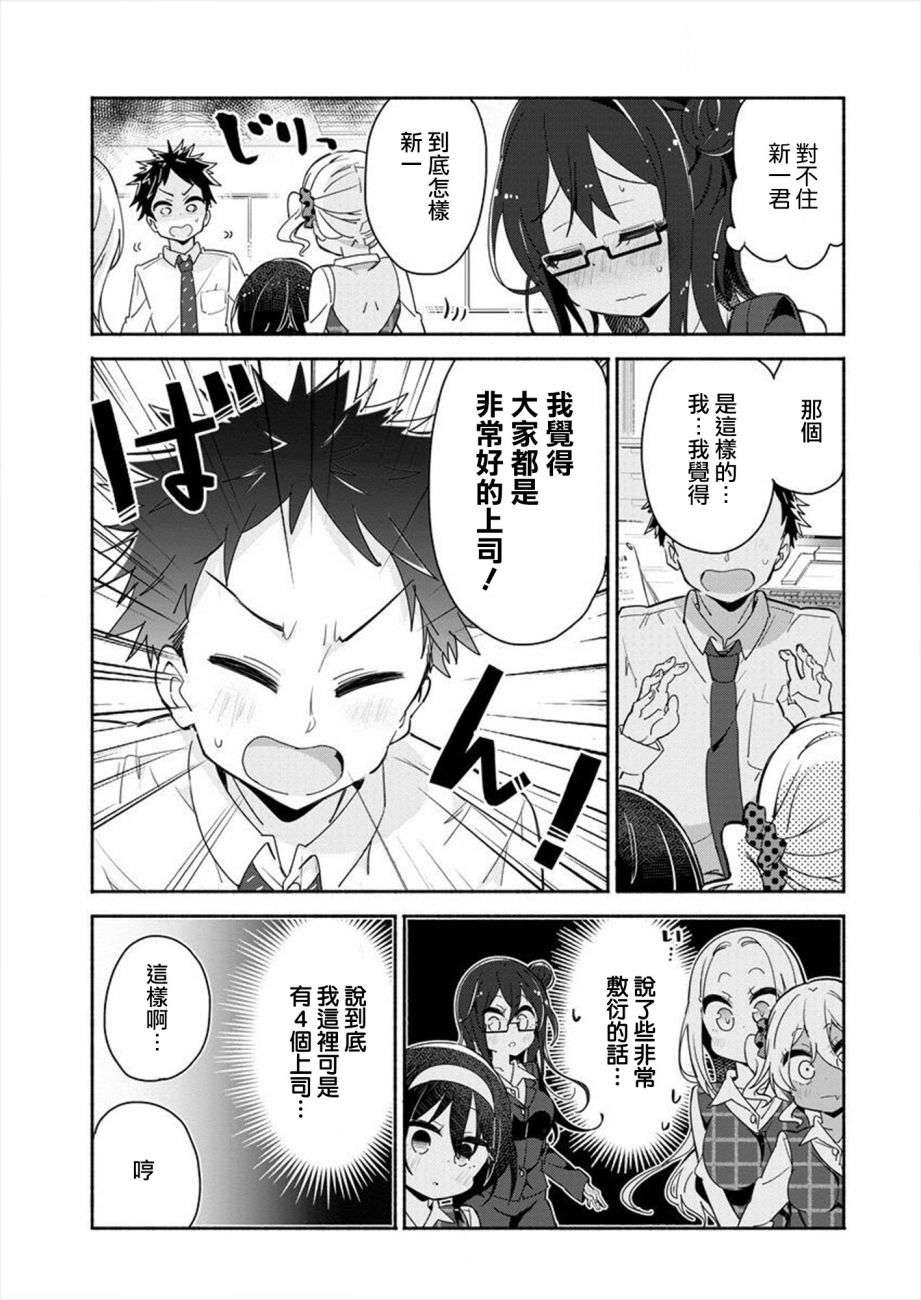 對不住
新一君
到底怎樣
新一
じりっ
那個
是這樣的…
我…我覺得
我覺得
大家都是
非常好的上司！
ばん！
說了些非常
敷衍的話…
說到底
我這裡可是
有4個上司…
這樣啊…
哼